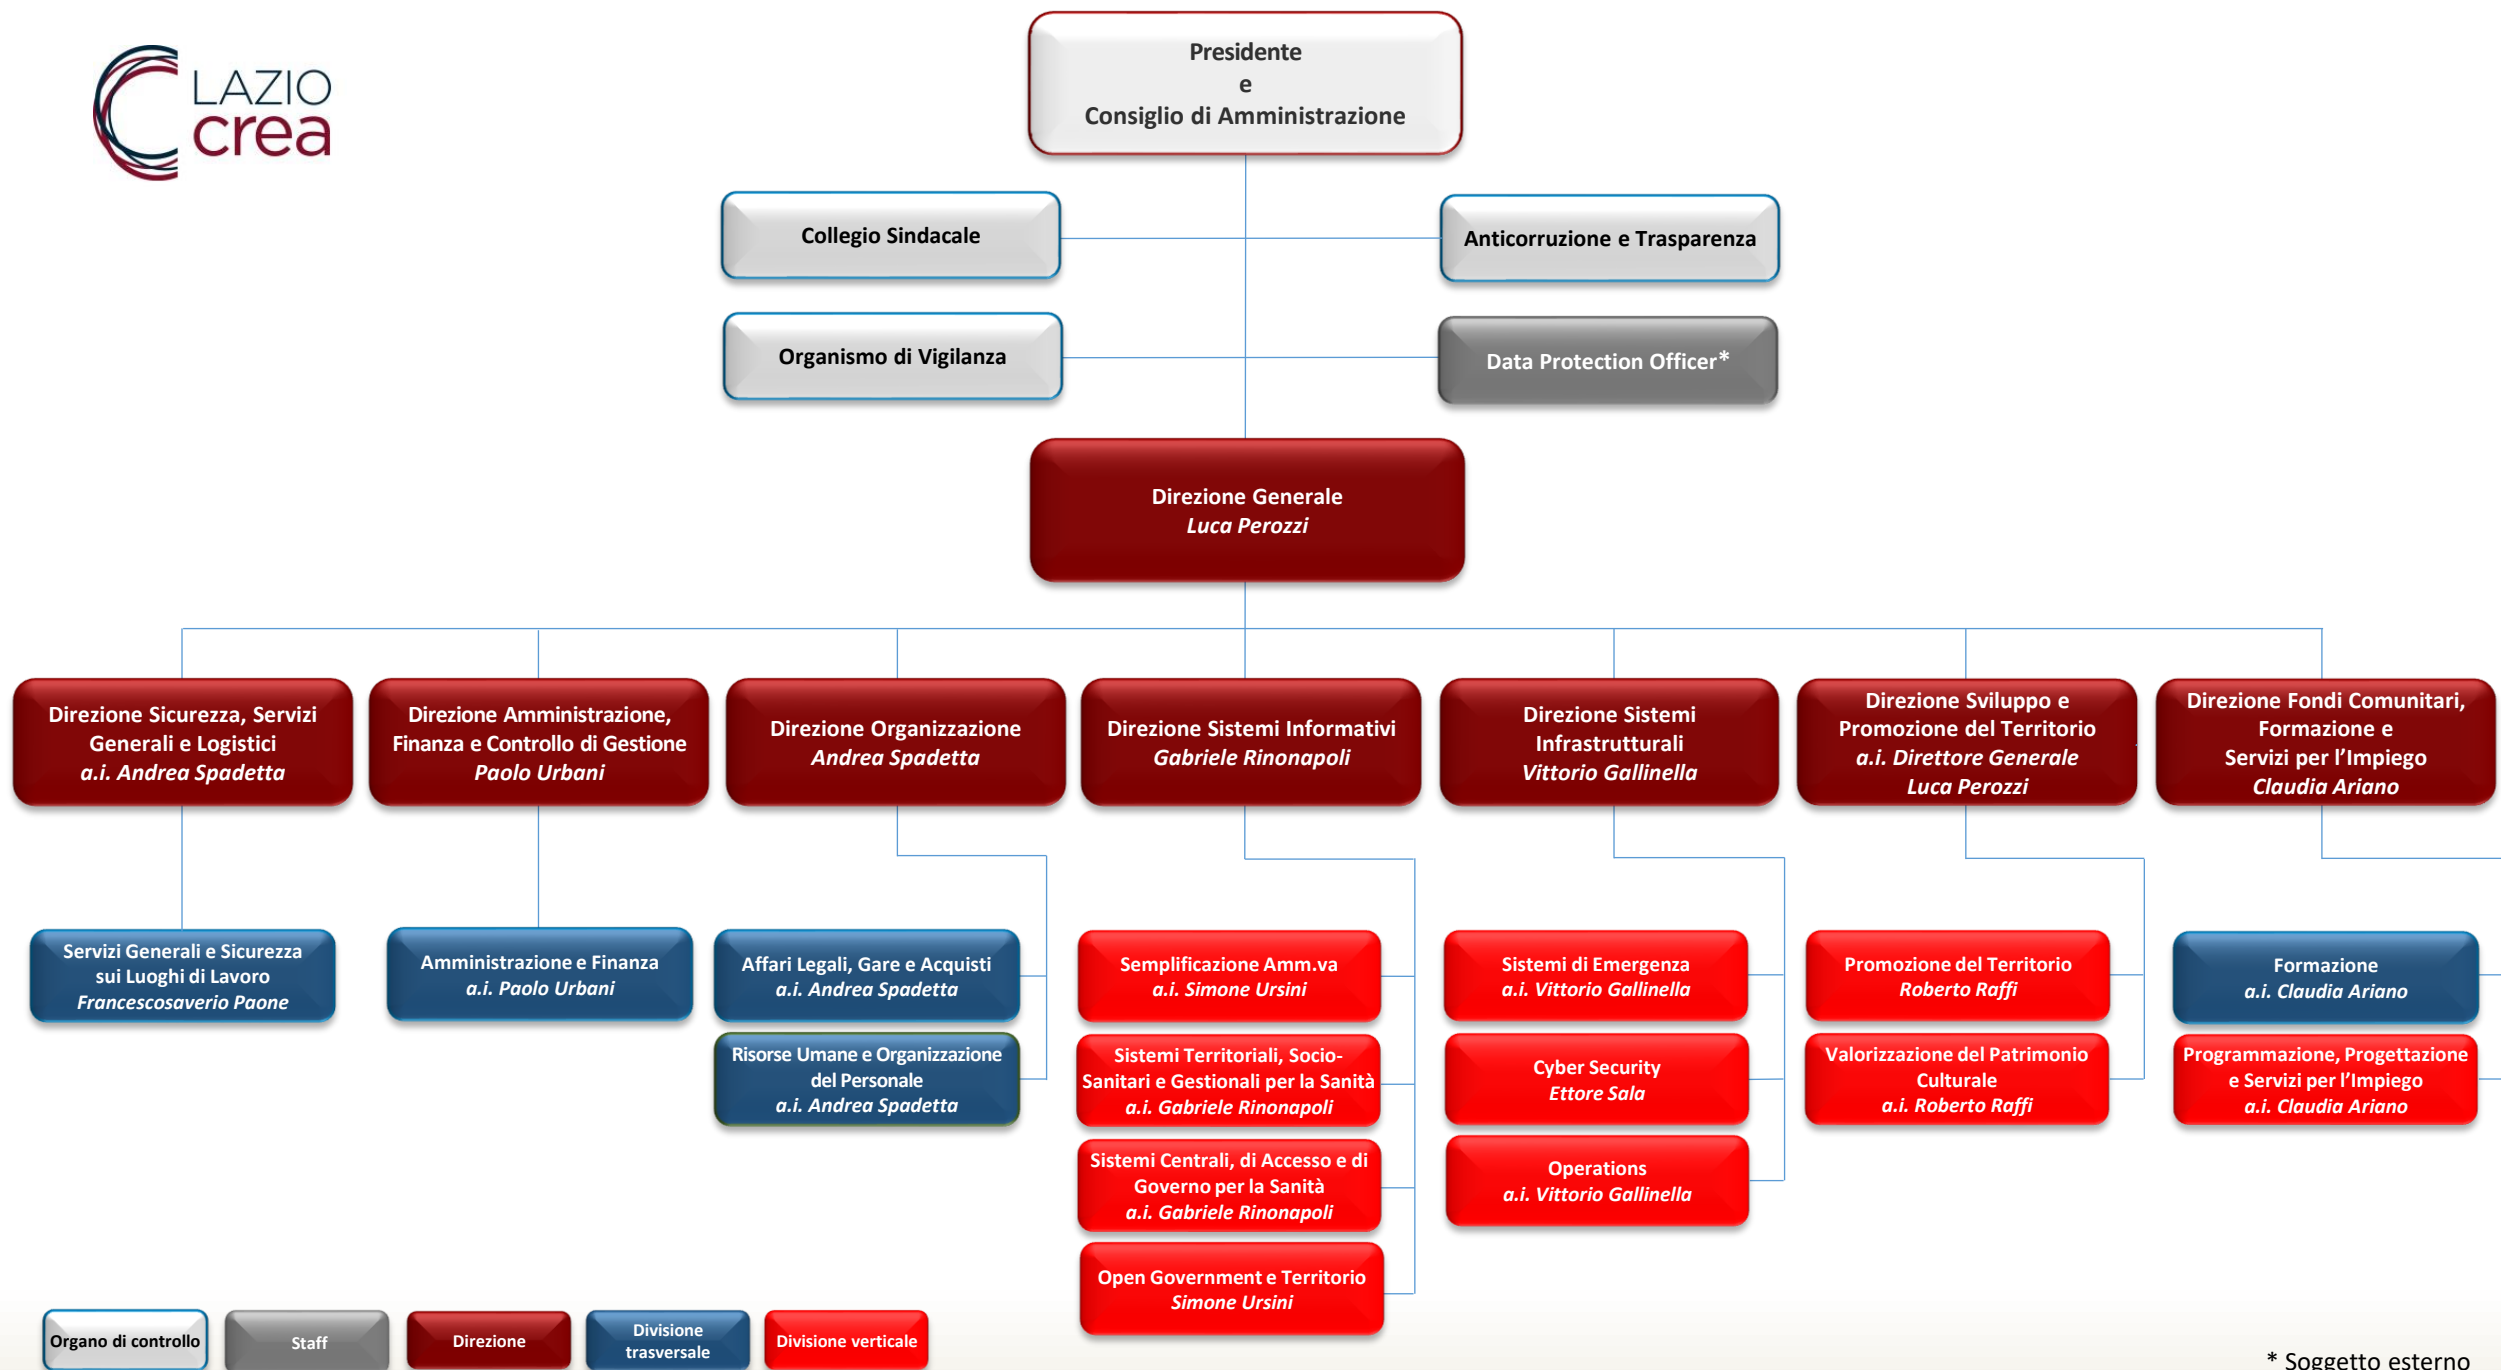 LAZIO
crea
Presidente
e
Consiglio di Amministrazione
Collegio Sindacale
Anticorruzione e Trasparenza
Organismo di Vigilanza
Data Protection Officer*
Direzione Generale
Luca Perozzi
Direzione Sicurezza, Servizi
Generali e Logistici
a.i. Andrea Spadetta
Direzione Amministrazione,
Finanza e Controllo di Gestione
Paolo Urbani
Direzione Organizzazione
Andrea Spadetta
Direzione Sistemi Informativi
Gabriele Rinonapoli
Direzione Sistemi
Infrastrutturali
Vittorio Gallinella
Direzione Sviluppo e
Promozione del Territorio
a.i. Direttore Generale
Luca Perozzi
Direzione Fondi Comunitari,
Formazione e
Servizi per l’Impiego
Claudia Ariano
Servizi Generali e Sicurezza
sui Luoghi di Lavoro
Francescosaverio Paone
Amministrazione e Finanza
a.i. Paolo Urbani
Affari Legali, Gare e Acquisti
a.i. Andrea Spadetta
Risorse Umane e Organizzazione
del Personale
a.i. Andrea Spadetta
Semplificazione Amm.va
a.i. Simone Ursini
Sistemi Territoriali, Socio-
Sanitari e Gestionali per la Sanità
a.i. Gabriele Rinonapoli
Sistemi Centrali, di Accesso e di
Governo per la Sanità
a.i. Gabriele Rinonapoli
Open Government e Territorio
Simone Ursini
Sistemi di Emergenza
a.i. Vittorio Gallinella
Cyber Security
Ettore Sala
Operations
a.i. Vittorio Gallinella
Promozione del Territorio
Roberto Raffi
Valorizzazione del Patrimonio
Culturale
a.i. Roberto Raffi
Formazione
a.i. Claudia Ariano
Programmazione, Progettazione
e Servizi per l’Impiego
a.i. Claudia Ariano
Organo di controllo
Staff
Direzione
Divisione
trasversale
Divisione verticale
* Soggetto esterno